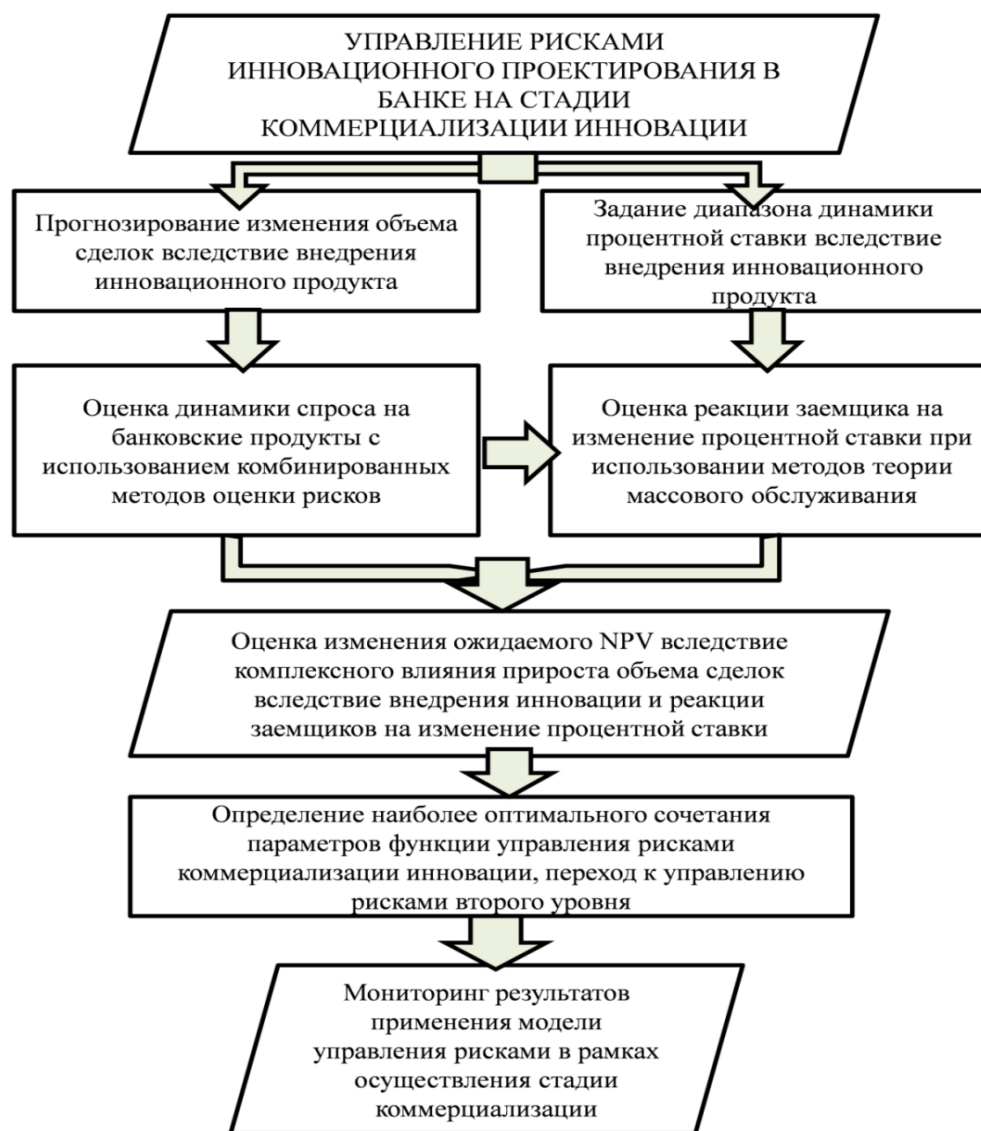 УПРАВЛЕНИЕ РИСКАМИ
ИННОВАЦИОННОГО ПРОЕКТИРОВАНИЯ В
БАНКЕ НА СТАДИИ
КОММЕРЦИАЛИЗАЦИИ ИННОВАЦИИ
Прогнозирование изменения объема
сделок вследствие внедрения
инновационного продукта
Задание диапазона динамики
процентной ставки вследствие
внедрения инновационного
продукта
Оценка динамики спроса на
банковские продукты с
использованием комбинированных
методов оценки рисков
Оценка реакции заемщика на
изменение процентной ставки при
использовании методов теории
массового обслуживания
Оценка изменения ожидаемого NPV вследствие
комплексного влияния прироста объема сделок
вследствие внедрения инновации и реакции
заемщиков на изменение процентной ставки
Определение наиболее оптимального сочетания
параметров функции управления рисками
коммерциализации инновации, переход к управлению
рисками второго уровня
Мониторинг результатов
применения модели
управления рисками в рамках
осуществления стадии
коммерциализации